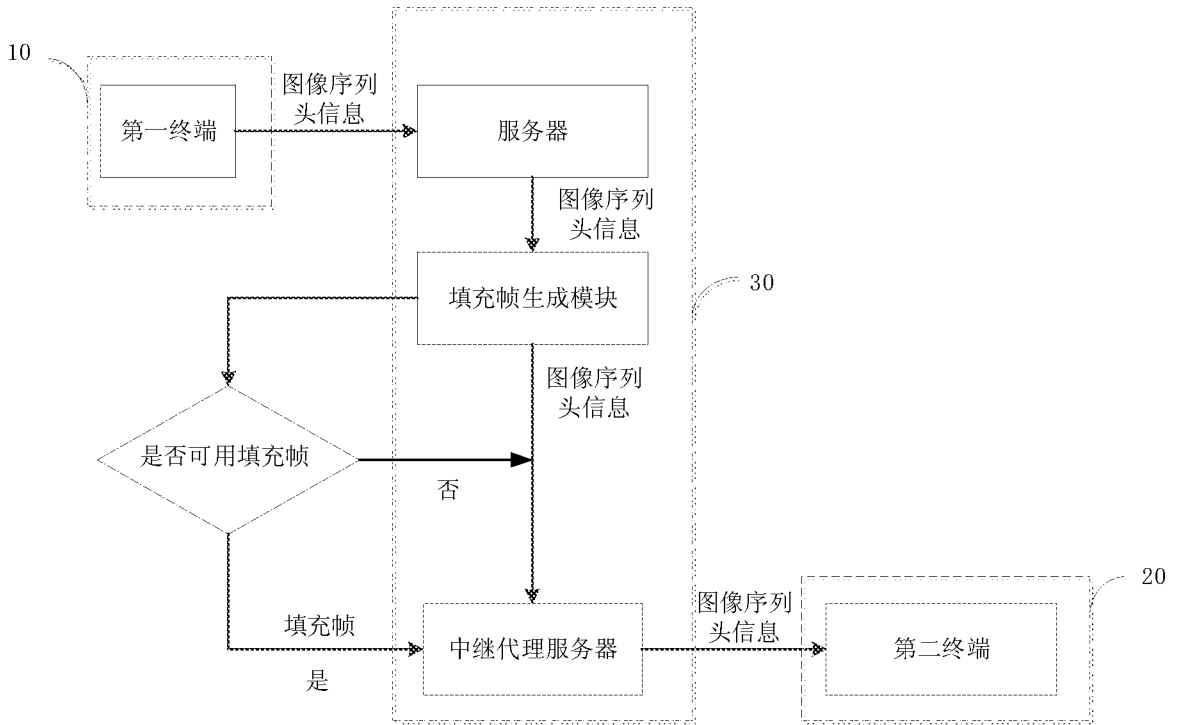 10
图像序列
头信息
第一终端
服务器
图像序列
头信息
填充帧生成模块
30
图像序列
头信息
是否可用填充帧
否
20
图像序列
头信息
填充帧
中继代理服务器
第二终端
是